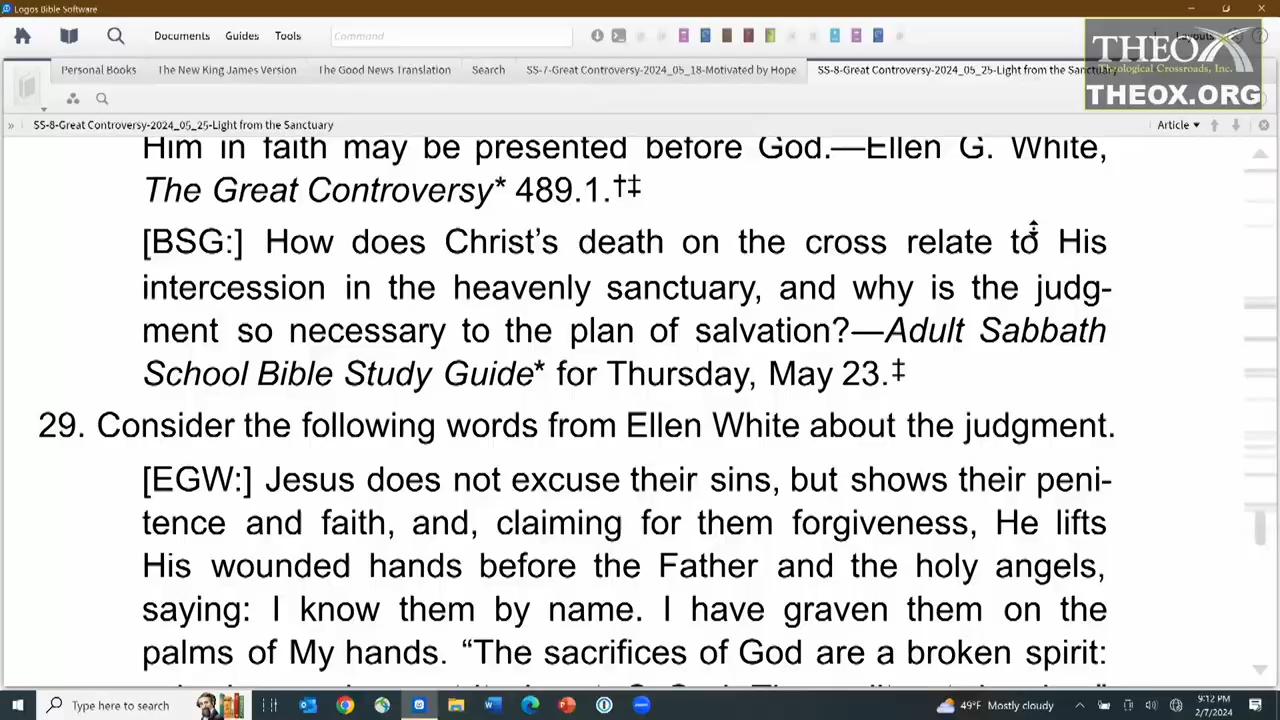 Logos Bible Software
Documents Guides Tools Command
THEOX
Theological Crossroads, Inc.
THEOX.ORG
Personal Books The New King James Version The Good Ne SS-7-Great Controversy-2024_05_18-Motivated by Hope SS-8-Great Controversy-2024_05_25-Light from the Sanctu
SS-8-Great Controversy-2024_05_25-Light from the Sanctuary Article
Him in faith may be presented before God.—Ellen G. White,
The Great Controversy* 489.1.†‡
[BSG:] How does Christ's death on the cross relate to His
intercession in the heavenly sanctuary, and why is the judg-
ment so necessary to the plan of salvation?—Adult Sabbath
School Bible Study Guide* for Thursday, May 23.‡
29. Consider the following words from Ellen White about the judgment.
[EGW:] Jesus does not excuse their sins, but shows their peni-
tence and faith, and, claiming for them forgiveness, He lifts
His wounded hands before the Father and the holy angels,
saying: I know them by name. I have graven them on the
palms of My hands. “The sacrifices of God are a broken spirit:
Type here to search
49°F Mostly cloudy
9:12 PM
2/7/2024